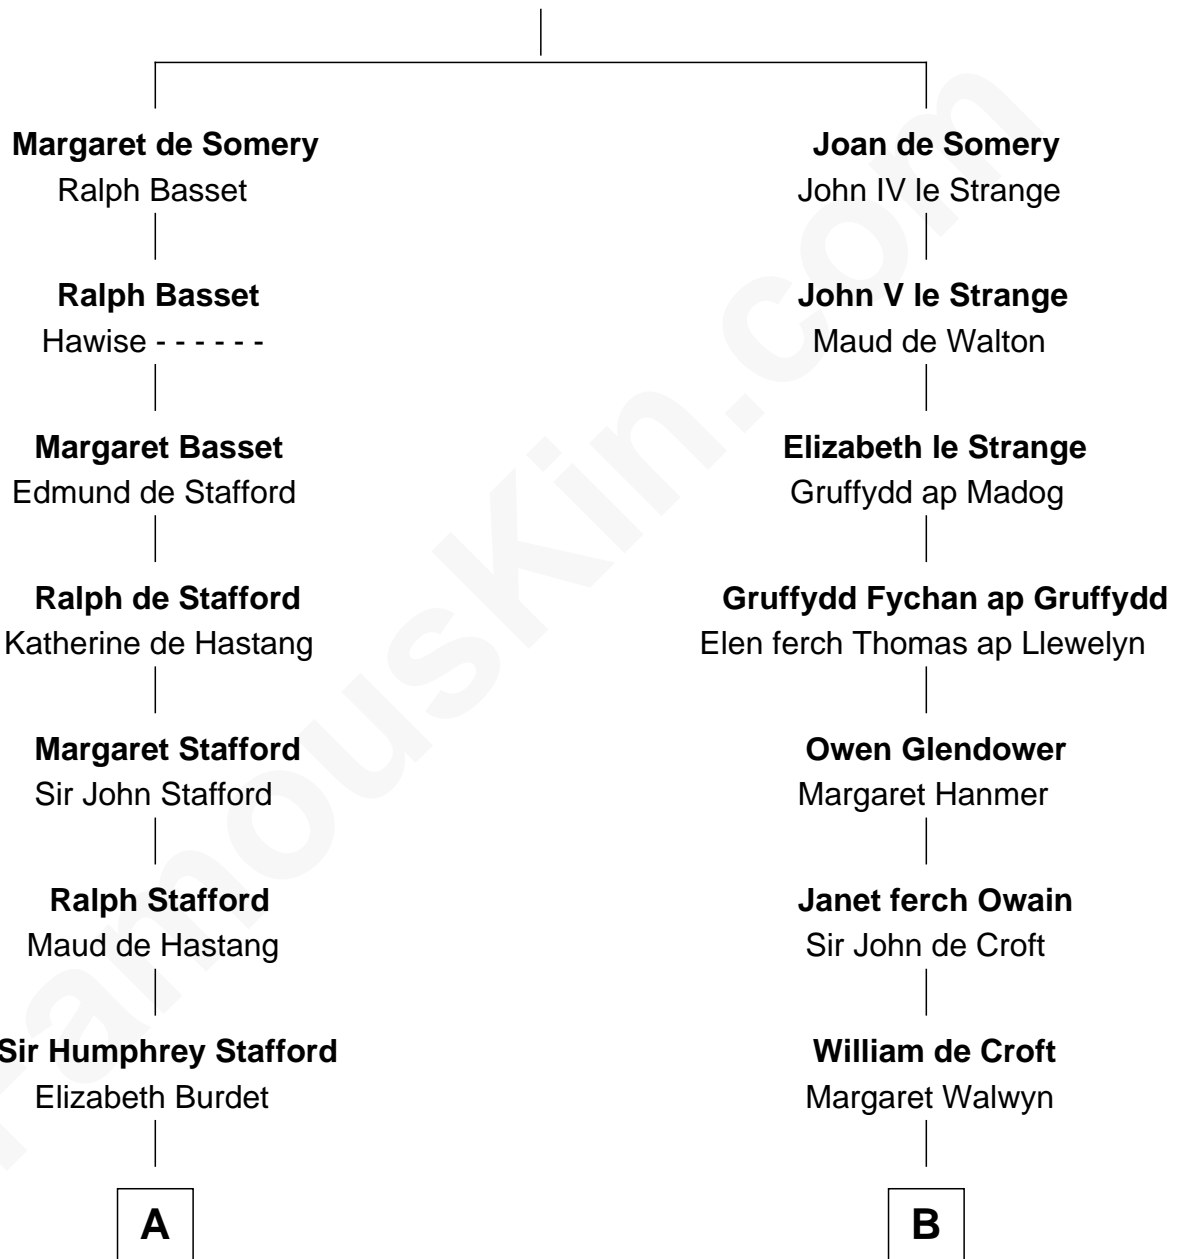 Margaret de Somery
Ralph Basset
Ralph Basset
Hawise - - - - - -
Margaret Basset
Edmund de Stafford
Ralph de Stafford
Katherine de Hastang
Margaret Stafford
Sir John Stafford
Ralph Stafford
Maud de Hastang
Sir Humphrey Stafford
Elizabeth Burdet
A
Joan de Somery
John IV le Strange
John V le Strange
Maud de Walton
Elizabeth le Strange
Gruffydd ap Madog
Gruffydd Fychan ap Gruffydd
Elen ferch Thomas ap Llewelyn
Owen Glendower
Margaret Hanmer
Janet ferch Owain
Sir John de Croft
William de Croft
Margaret Walwyn
B
FamousKin.com